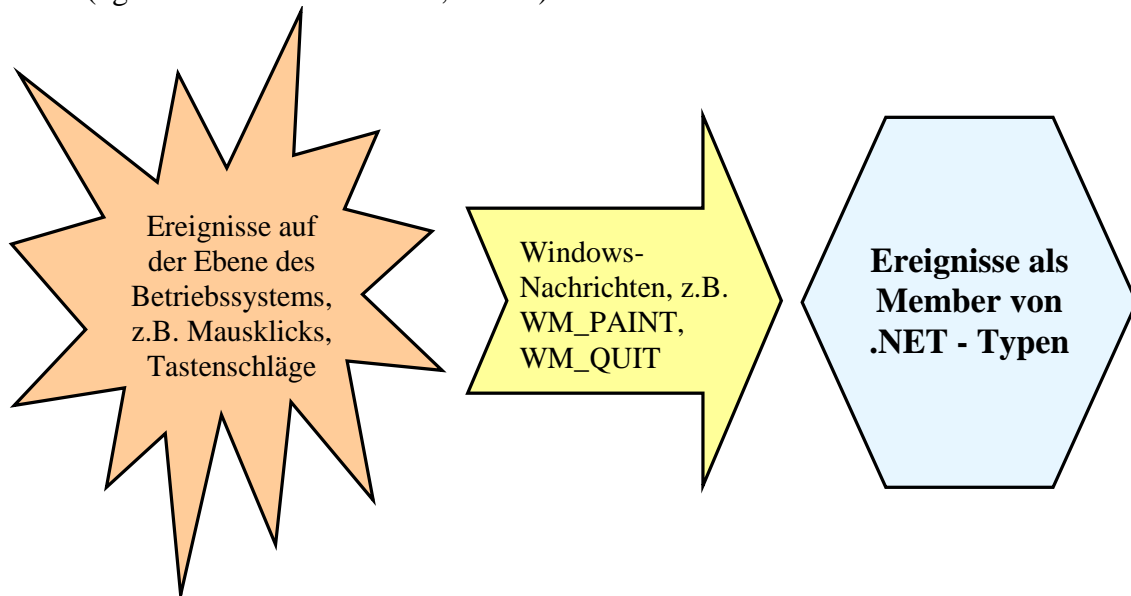 Ereignisse auf
der Ebene des
Betriebssystems,
z.B. Mausklicks,
Tastenschläge
Windows-
Nachrichten, z.B.
WM_PAINT,
WM_QUIT
Ereignisse als
Member von
.NET - Typen